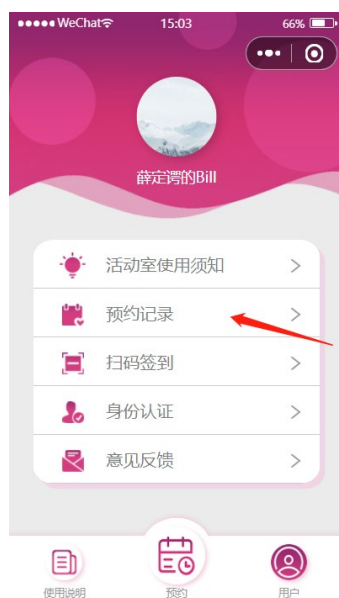 WeChat 15:03 66%
薛定谔的Bill
活动室使用须知
预约记录
扫码签到
身份认证
意见反馈
使用说明 预约 用户